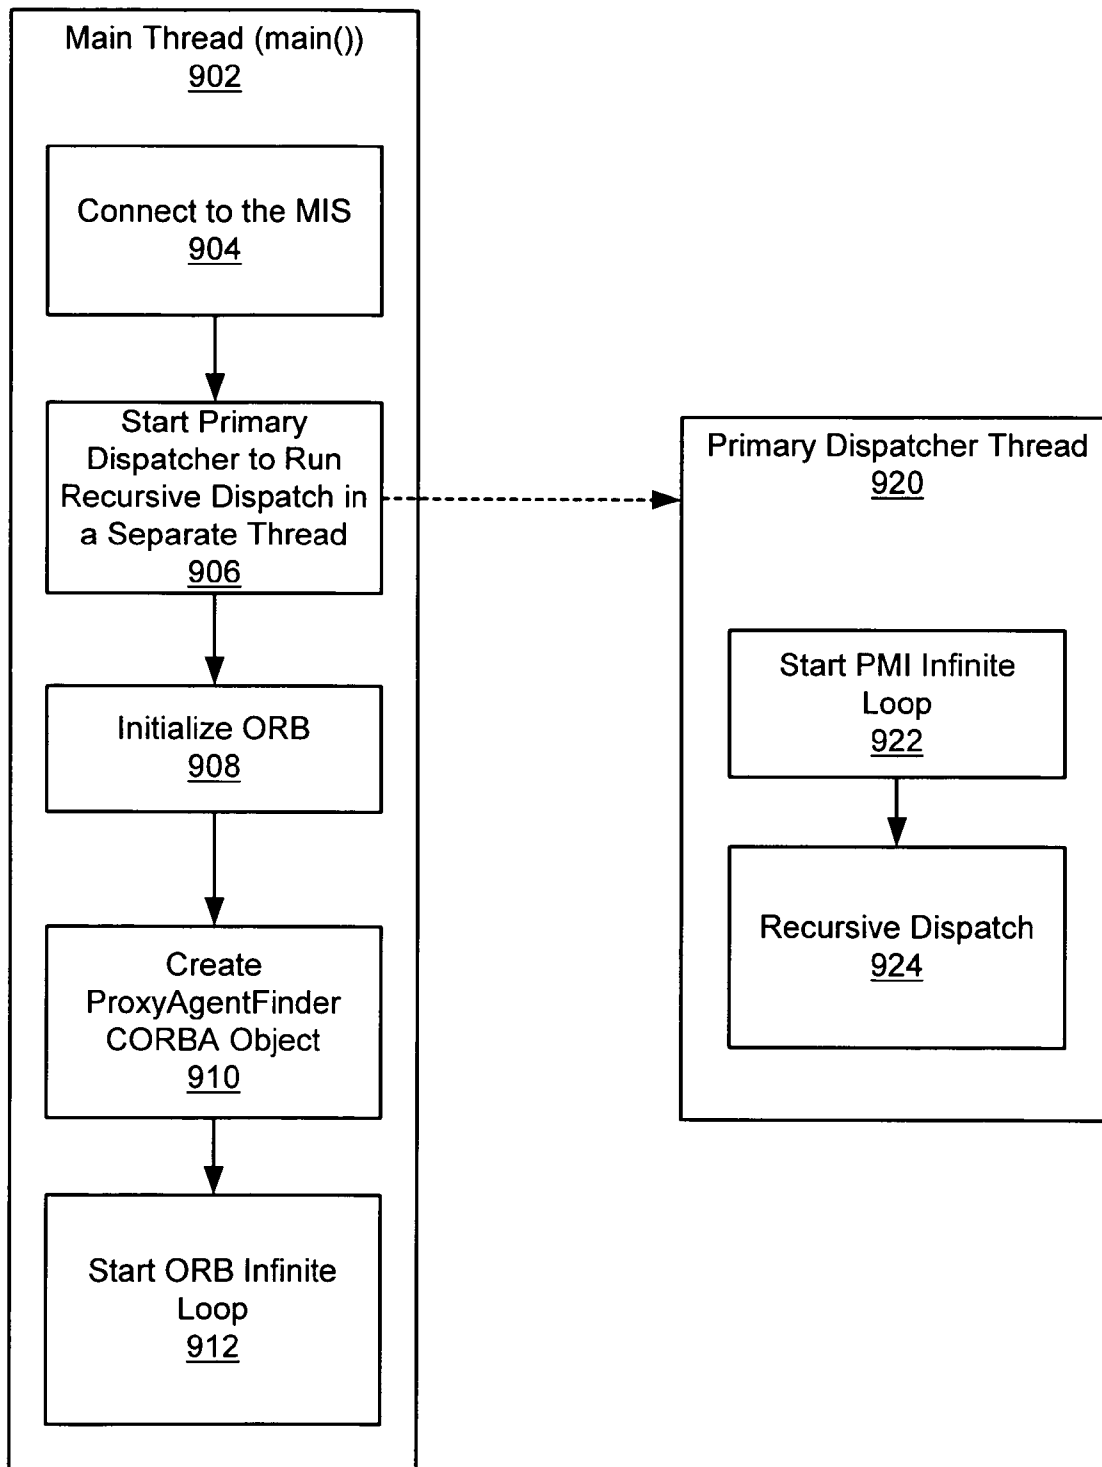 Main Thread (main())
902
Connect to the MIS
904
Start Primary
Dispatcher to Run
Recursive Dispatch in
a Separate Thread
906
Initialize ORB
908
Create
ProxyAgentFinder
CORBA Object
910
Start ORB Infinite
Loop
912
Primary Dispatcher Thread
920
Start PMI Infinite
Loop
922
Recursive Dispatch
924